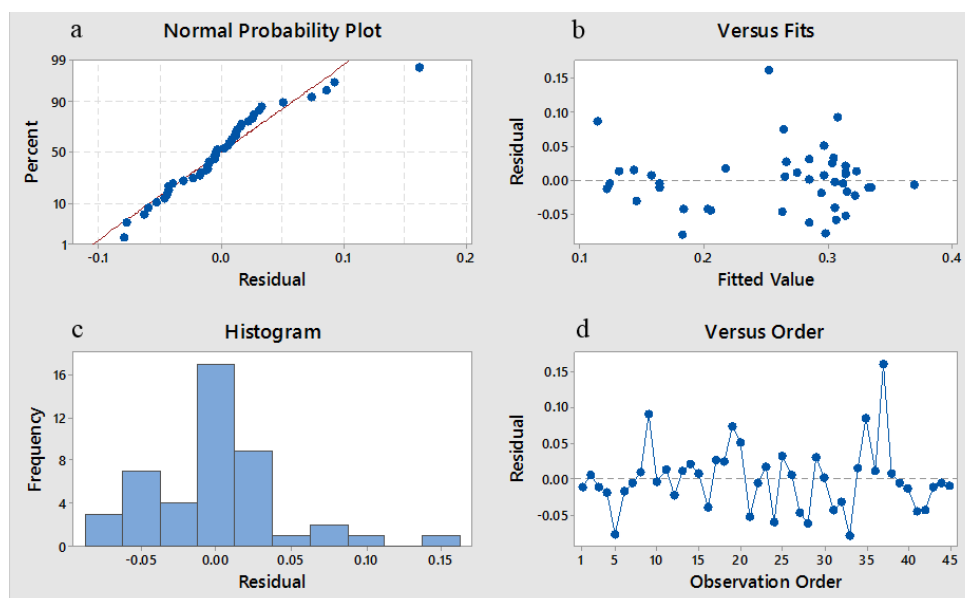 a
Normal Probability Plot
99
90
50
10
1
Percent
-0.1
0.0
0.1
0.2
Residual
b
Versus Fits
0.15
0.10
0.05
0.00
-0.05
Residual
0.1
0.2
0.3
0.4
Fitted Value
c
Histogram
16
12
8
4
0
Frequency
-0.05
0.00
0.05
0.10
0.15
Residual
d
Versus Order
0.15
0.10
0.05
0.00
-0.05
Residual
1
5
10
15
20
25
30
35
40
45
Observation Order